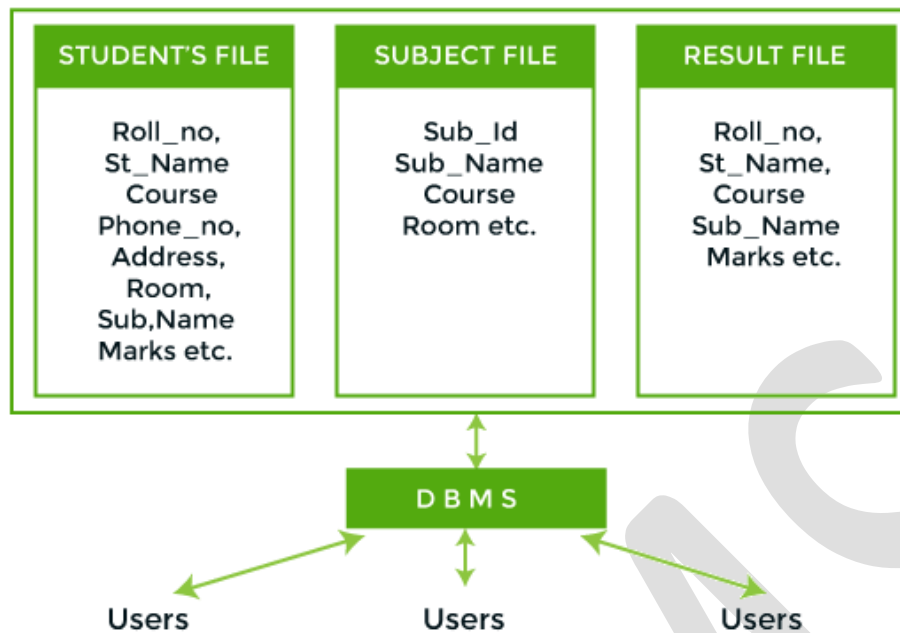 STUDENT'S FILE
Roll_no,
St_Name
Course
Phone_no,
Address,
Room,
Sub,Name
Marks etc.
SUBJECT FILE
Sub_Id
Sub_Name
Course
Room etc.
RESULT FILE
Roll_no,
St_Name,
Course
Sub_Name
Marks etc.
D B M S
Users
Users
Users